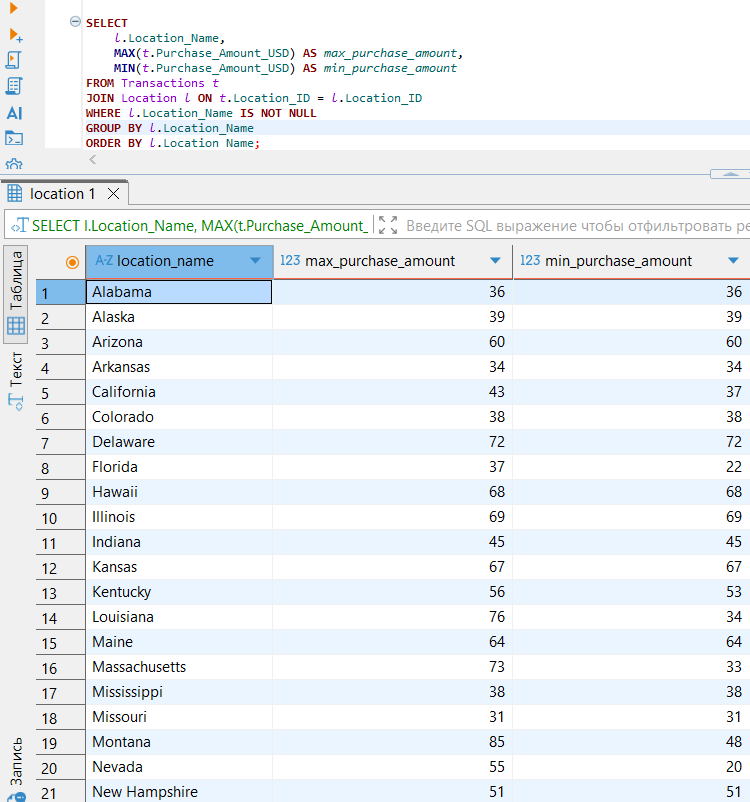 SELECT
l.Location_Name,
MAX(t.Purchase_Amount_USD) AS max_purchase_amount,
MIN(t.Purchase_Amount_USD) AS min_purchase_amount
FROM Transactions t
JOIN Location l ON t.Location_ID = l.Location_ID
WHERE l.Location_Name IS NOT NULL
GROUP BY l.Location_Name
ORDER BY l.Location_Name;
AI
location 1
SELECT l.Location_Name, MAX(t.Purchase_Amount_
Введите SQL выражение чтобы отфильтровать ре
Таблица
Текст
Запись
A-Z location_name 123 max_purchase_amount 123 min_purchase_amount
1 Alabama 36 36
2 Alaska 39 39
3 Arizona 60 60
4 Arkansas 34 34
5 California 43 37
6 Colorado 38 38
7 Delaware 72 72
8 Florida 37 22
9 Hawaii 68 68
10 Illinois 69 69
11 Indiana 45 45
12 Kansas 67 67
13 Kentucky 56 53
14 Louisiana 76 34
15 Maine 64 64
16 Massachusetts 73 33
17 Mississippi 38 38
18 Missouri 31 31
19 Montana 85 48
20 Nevada 55 20
21 New Hampshire 51 51